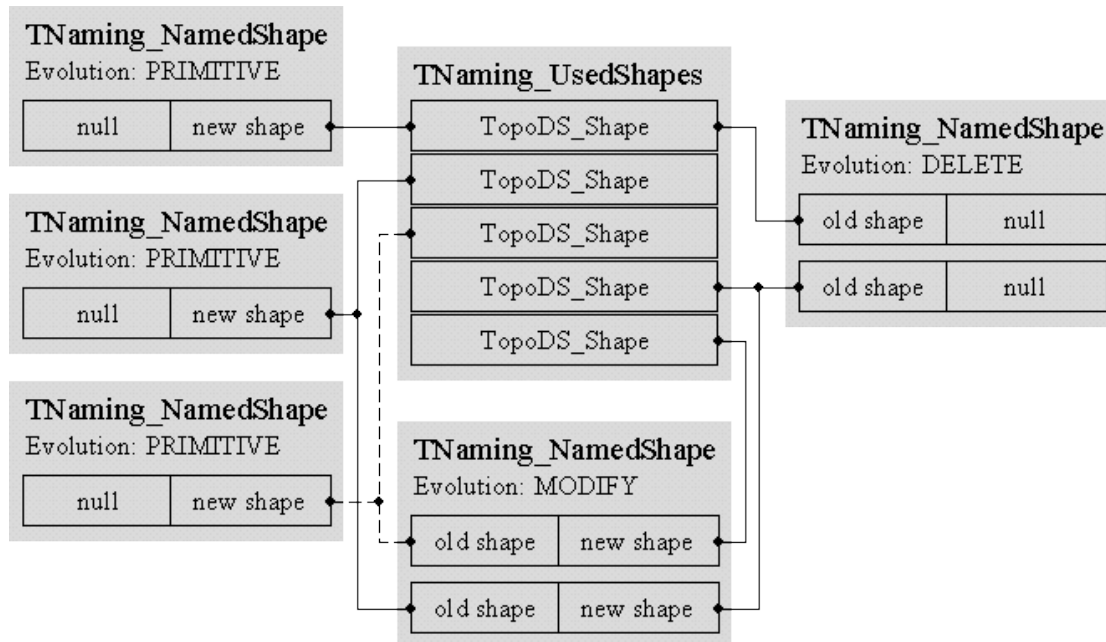 TNaming_NamedShape
Evolution: PRIMITIVE
null new shape
TNaming_NamedShape
Evolution: PRIMITIVE
null new shape
TNaming_NamedShape
Evolution: PRIMITIVE
null new shape
TNaming_UsedShapes
TopoDS_Shape
TopoDS_Shape
TopoDS_Shape
TopoDS_Shape
TopoDS_Shape
TNaming_NamedShape
Evolution: MODIFY
old shape new shape
old shape new shape
TNaming_NamedShape
Evolution: DELETE
old shape null
old shape null